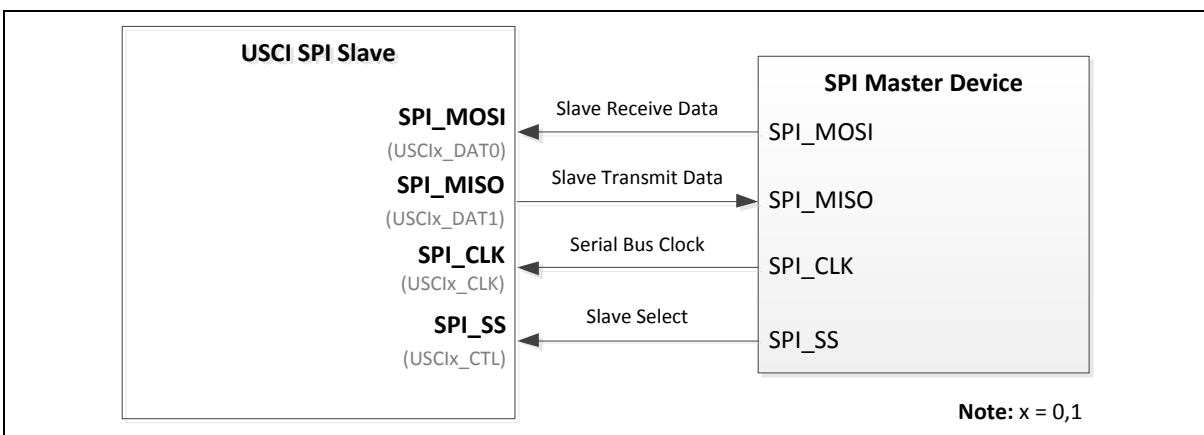 USCI SPI Slave
SPI_MOSI
(USCIx_DAT0)
SPI_MISO
(USCIx_DAT1)
SPI_CLK
(USCIx_CLK)
SPI_SS
(USCIx_CTL)
Slave Receive Data
Slave Transmit Data
Serial Bus Clock
Slave Select
SPI Master Device
SPI_MOSI
SPI_MISO
SPI_CLK
SPI_SS
Note: x = 0,1